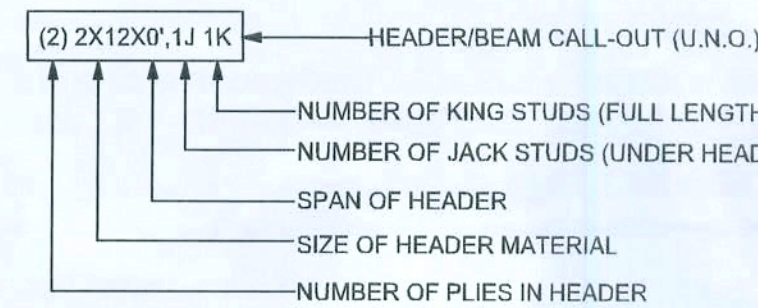 (2) 2X12X0',1J 1K
HEADER/BEAM CALL-OUT (U.N.O.)
NUMBER OF KING STUDS (FULL LENGTH
NUMBER OF JACK STUDS (UNDER HEAD
SPAN OF HEADER
SIZE OF HEADER MATERIAL
NUMBER OF PLIES IN HEADER